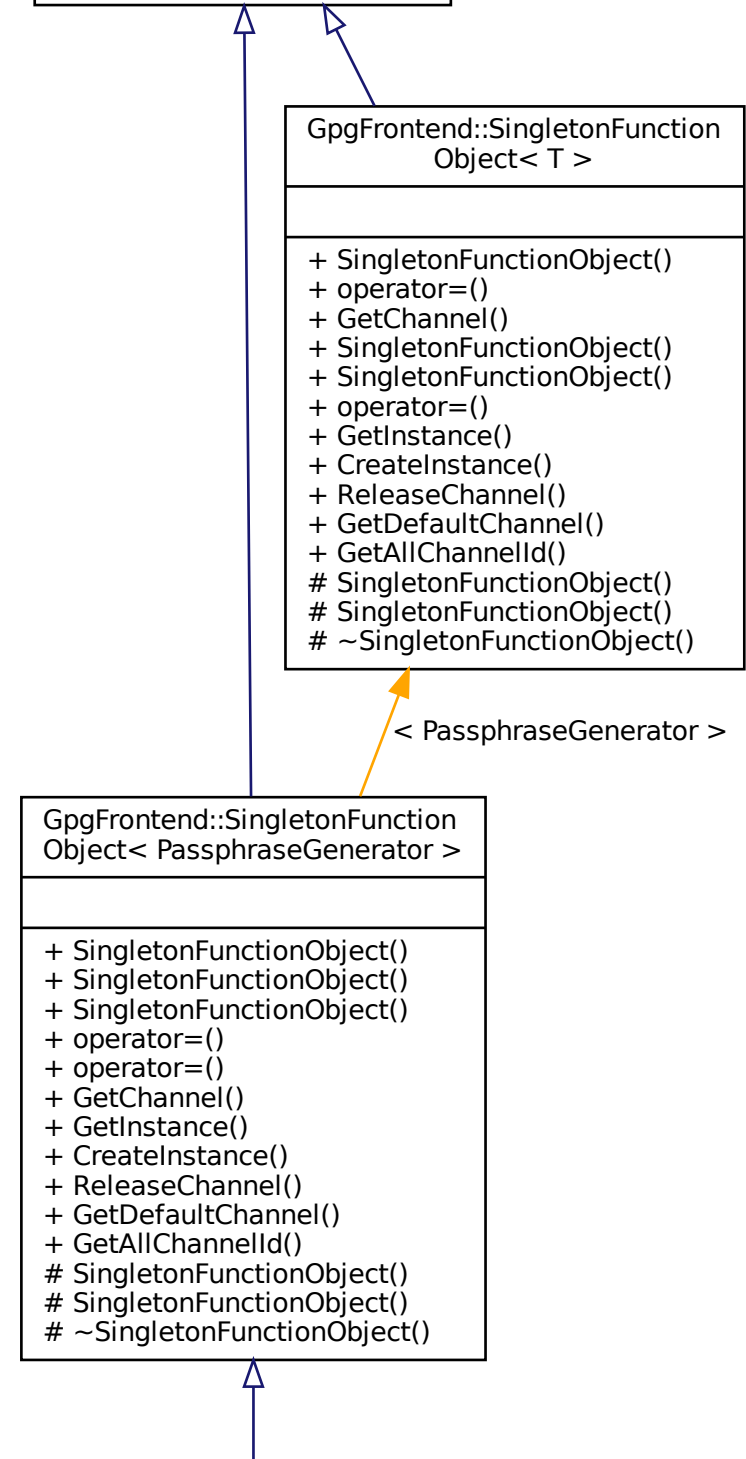 GpgFrontend::SingletonFunction
Object< T >
+ SingletonFunctionObject()
+ operator=()
+ GetChannel()
+ SingletonFunctionObject()
+ SingletonFunctionObject()
+ operator=()
+ GetInstance()
+ CreateInstance()
+ ReleaseChannel()
+ GetDefaultChannel()
+ GetAllChannelId()
# SingletonFunctionObject()
# SingletonFunctionObject()
# ~SingletonFunctionObject()
< PassphraseGenerator >
GpgFrontend::SingletonFunction
Object< PassphraseGenerator >
+ SingletonFunctionObject()
+ SingletonFunctionObject()
+ SingletonFunctionObject()
+ operator=()
+ operator=()
+ GetChannel()
+ GetInstance()
+ CreateInstance()
+ ReleaseChannel()
+ GetDefaultChannel()
+ GetAllChannelId()
# SingletonFunctionObject()
# SingletonFunctionObject()
# ~SingletonFunctionObject()